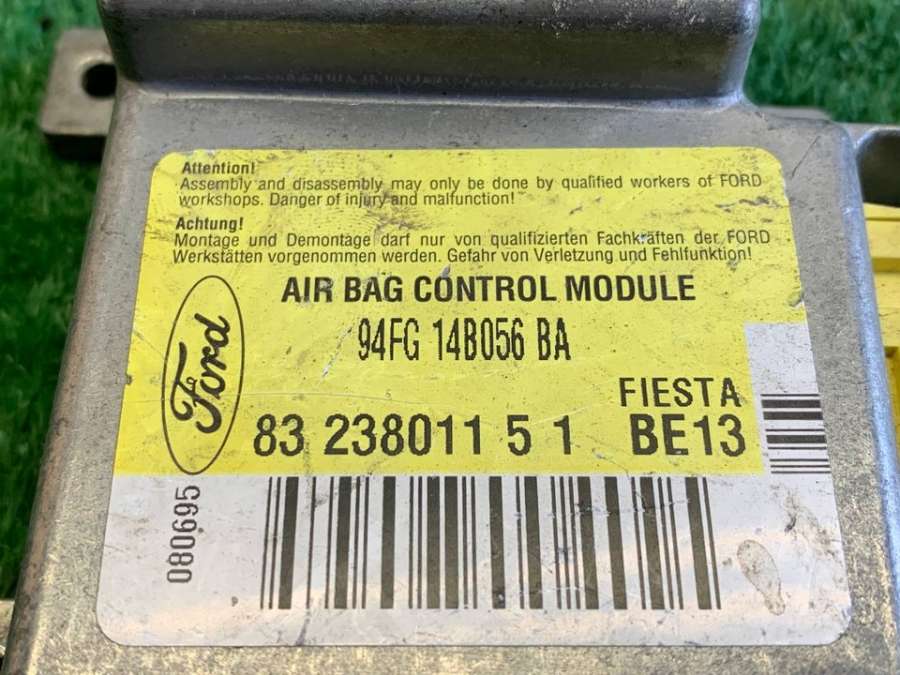 Attention!
Assembly and disassembly may only be done by qualified workers of FORD
workshops. Danger of injury and malfunction!
Achtung!
Montage und Demontage darf nur von qualifizierten Fachkräften der FORD
Werkstätten vorgenommen werden. Gefahr von Verletzung und Fehlfunktion!
AIR BAG CONTROL MODULE
94FG 14B056 BA
Ford
FIESTA
83 238011 5 1 BE13
080695